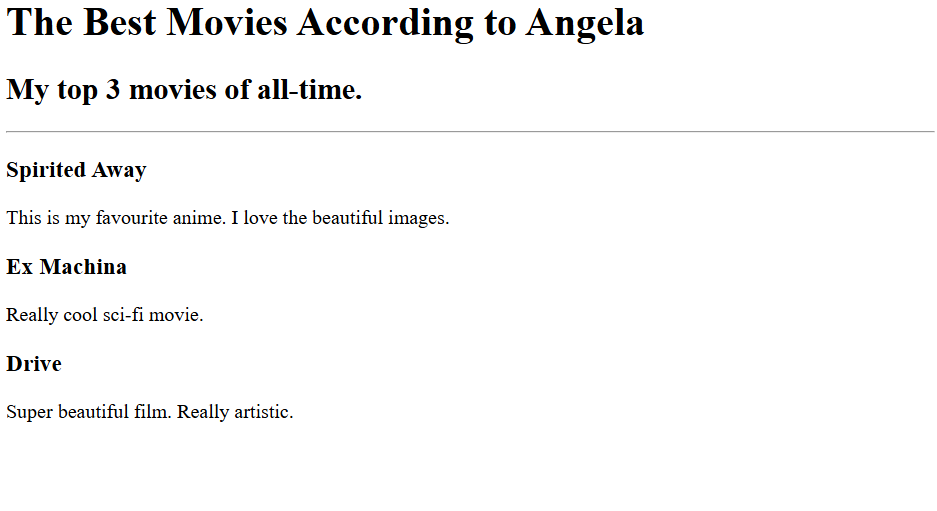 The Best Movies According to Angela
My top 3 movies of all-time.
Spirited Away
This is my favourite anime. I love the beautiful images.
Ex Machina
Really cool sci-fi movie.
Drive
Super beautiful film. Really artistic.